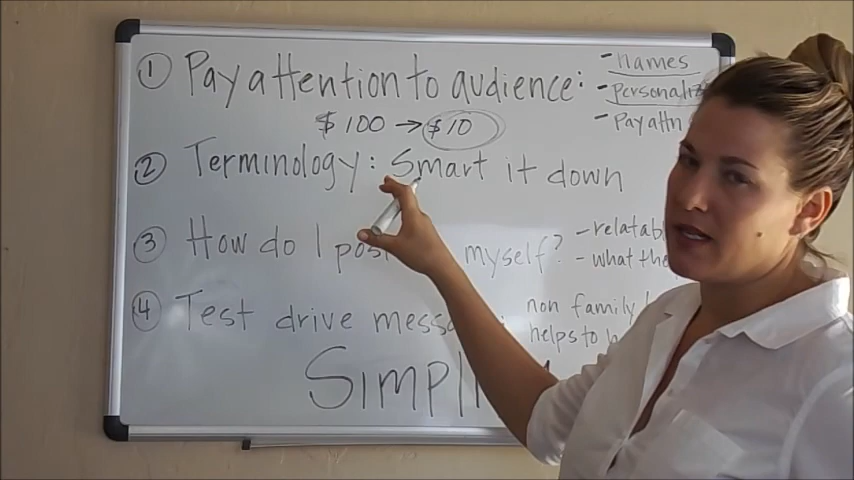 1 Pay attention to audience: - names
- personaliz
- Pay attn
$100 → $10
2 Terminology: Smart it down
3 How do I pos myself? - relatab
- what the
4 Test drive mess non family
helps to
Simpl